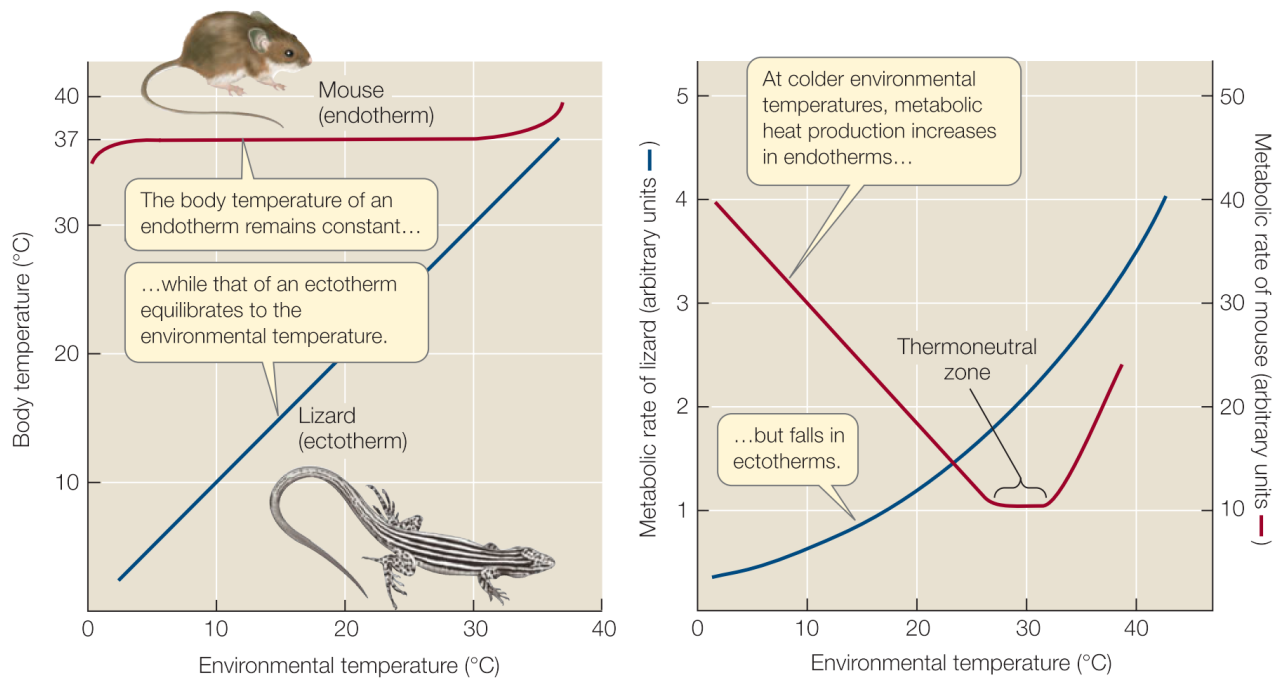 Mouse
(endotherm)
40
37
30
20
10
Body temperature (°C)
The body temperature of an
endotherm remains constant…
…while that of an ectotherm
equilibrates to the
environmental temperature.
Lizard
(ectotherm)
0
10
20
30
40
Environmental temperature (°C)
Metabolic rate of lizard (arbitrary units —)
5
4
3
2
1
At colder environmental
temperatures, metabolic
heat production increases
in endotherms…
Thermoneutral
zone
…but falls in
ectotherms.
50
40
30
20
10
Metabolic rate of mouse (arbitrary units —)
0
10
20
30
40
Environmental temperature (°C)